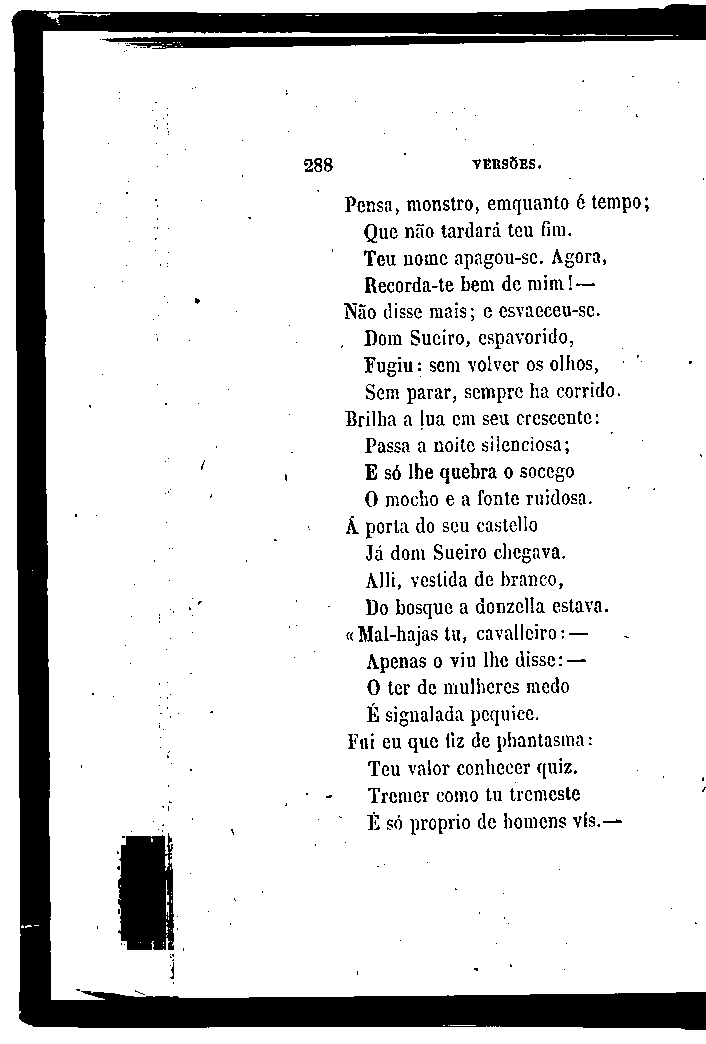 288 VERSÕES.
Pensa, monstro, emquanto é tempo;
Que não tardará teu fim.
Teu nome apagou-se. Agora,
Recorda-te bem de mim!—
Não disse mais; e esvaeceu-se.
Dom Sueiro, espavorido,
Fugiu: sem volver os olhos,
Sem parar, sempre ha corrido.
Brilha a lua em seu crescente:
Passa a noite silenciosa;
E só lhe quebra o socego
O mocho e a fonte ruidosa.
Á porta do seu castello
Já dom Sueiro chegava.
Alli, vestida de branco,
Do bosque a donzella estava.
«Mal-hajas tu, cavalleiro:—
Apenas o viu lhe disse:—
O ter de mulheres medo
É signalada pequice.
Fui eu que fiz de phantasma:
Teu valor conhecer quiz.
Tremer como tu tremeste
É só proprio de homens vís.—